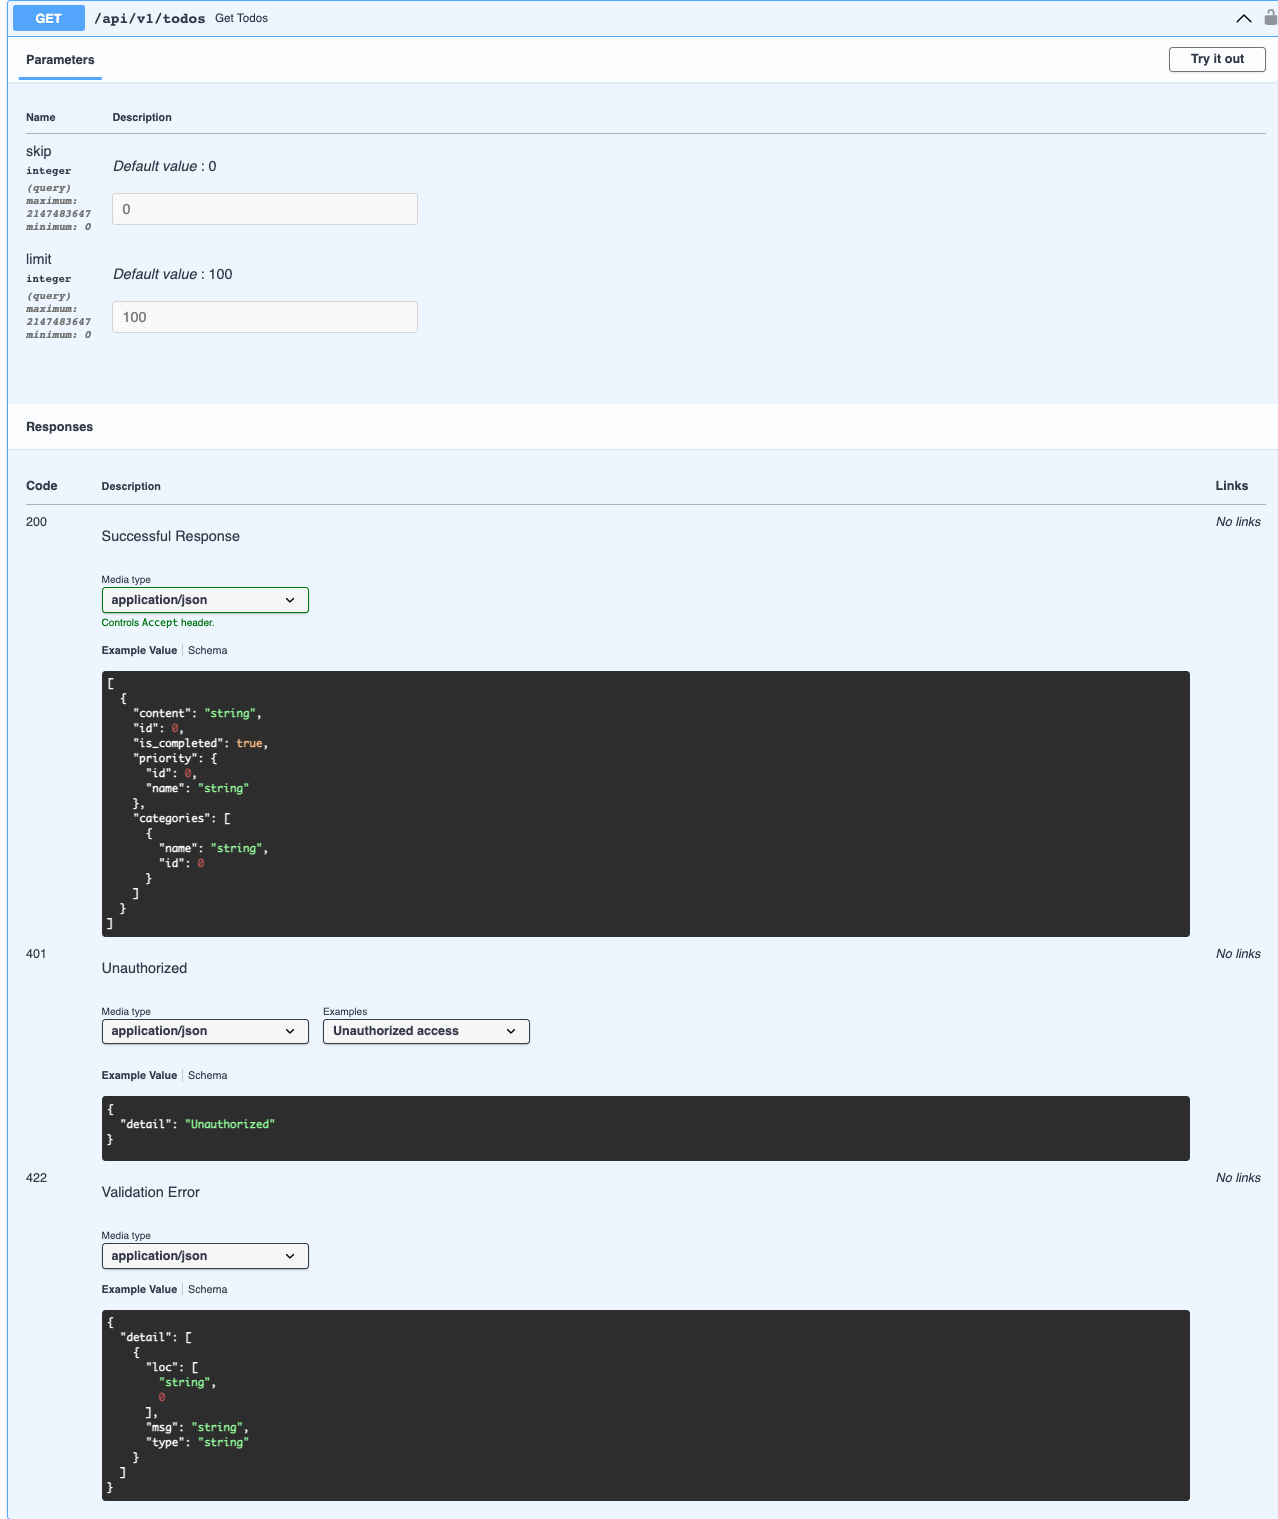 GET /api/v1/todos Get Todos
Parameters
Try it out
Name Description
skip
integer
(query)
maximum:
2147483647
minimum: 0
Default value : 0
0
limit
integer
(query)
maximum:
2147483647
minimum: 0
Default value : 100
100
Responses
Code Description Links
200
Successful Response
No links
Media type
application/json
Controls Accept header.
Example Value Schema
[
  {
    "content": "string",
    "id": 0,
    "is_completed": true,
    "priority": {
      "id": 0,
      "name": "string"
    },
    "categories": [
      {
        "name": "string",
        "id": 0
      }
    ]
  }
]
401
Unauthorized
No links
Media type
application/json
Examples
Unauthorized access
Example Value Schema
{
  "detail": "Unauthorized"
}
422
Validation Error
No links
Media type
application/json
Example Value Schema
{
  "detail": [
    {
      "loc": [
        "string",
        0
      ],
      "msg": "string",
      "type": "string"
    }
  ]
}